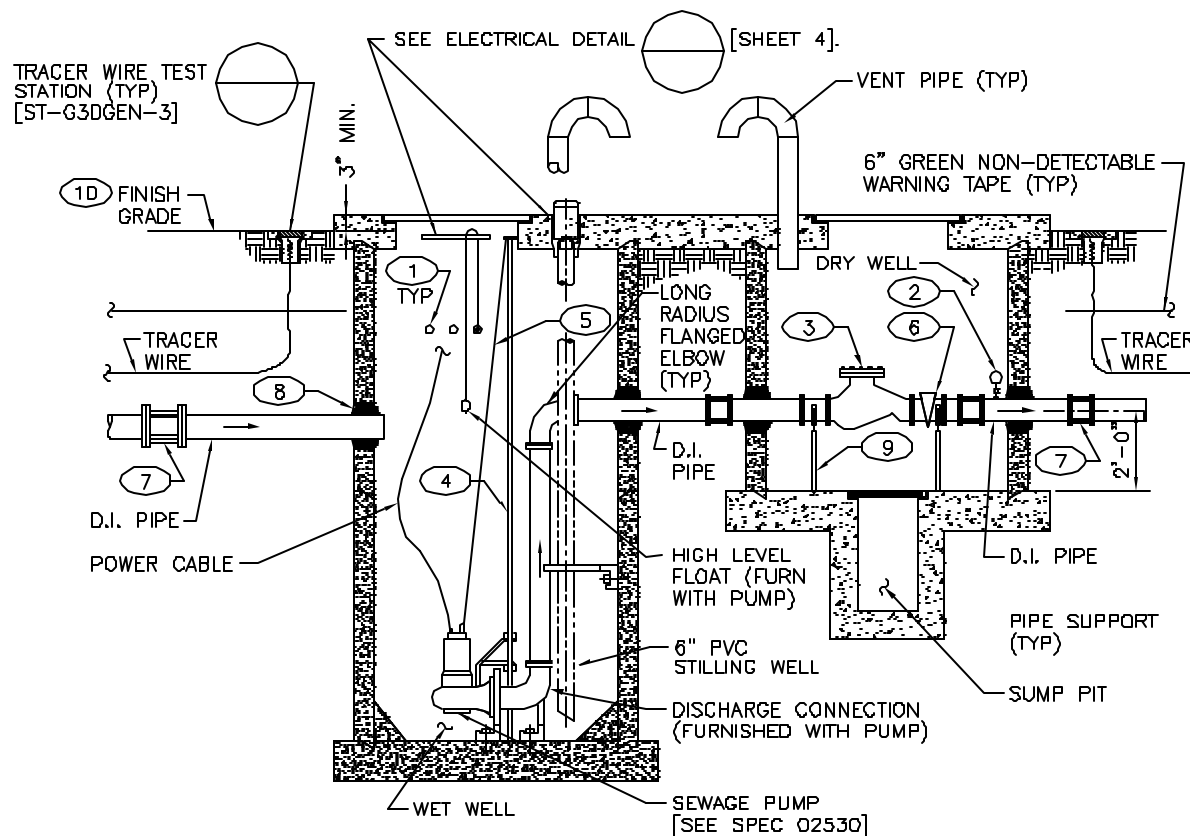 SEE ELECTRICAL DETAIL
[SHEET 4].
TRACER WIRE TEST
STATION (TYP)
[ST-G3DGEN-3]
VENT PIPE (TYP)
3" MIN.
6" GREEN NON-DETECTABLE
WARNING TAPE (TYP)
1D
FINISH
GRADE
DRY WELL
1
TYP
LONG
RADIUS
FLANGED
ELBOW
(TYP)
2
5
3
6
TRACER
WIRE
TRACER
WIRE
8
D.I.
PIPE
9
7
2'-0"
7
4
D.I. PIPE
POWER CABLE
HIGH LEVEL
FLOAT (FURN
WITH PUMP)
D.I. PIPE
PIPE SUPPORT
(TYP)
6" PVC
STILLING WELL
SUMP PIT
DISCHARGE CONNECTION
(FURNISHED WITH PUMP)
WET WELL
SEWAGE PUMP
[SEE SPEC 02530]